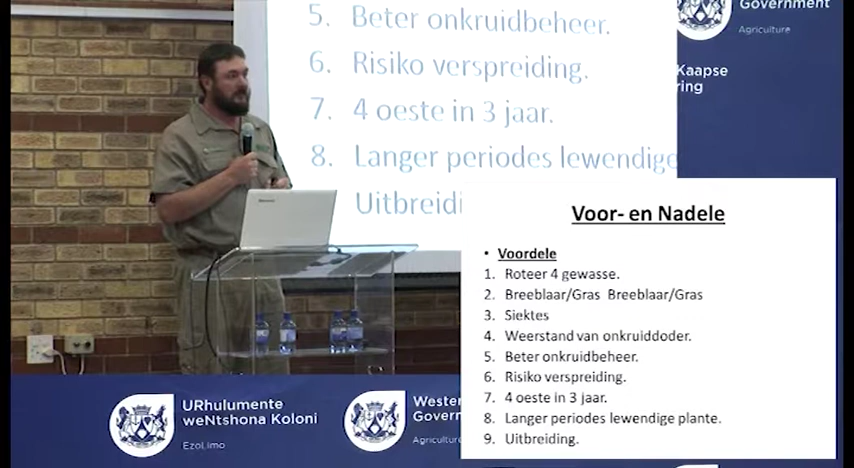 5. Beter onkruidbeheer.
6. Risiko verspreiding.
7. 4 oeste in 3 jaar.
8. Langer periodes lewendige
Uitbreidi
Government
Agriculture
Kaapse
ring
Voor- en Nadele
• Voordele
1. Roteer 4 gewasse.
2. Breeblaar/Gras Breeblaar/Gras
3. Siektes
4. Weerstand van onkruiddoder.
5. Beter onkruidbeheer.
6. Risiko verspreiding.
7. 4 oeste in 3 jaar.
8. Langer periodes lewendige plante.
9. Uitbreiding.
URhulumente
weNtshona Koloni
EzoLimo
Wester
Govern
Agriculture